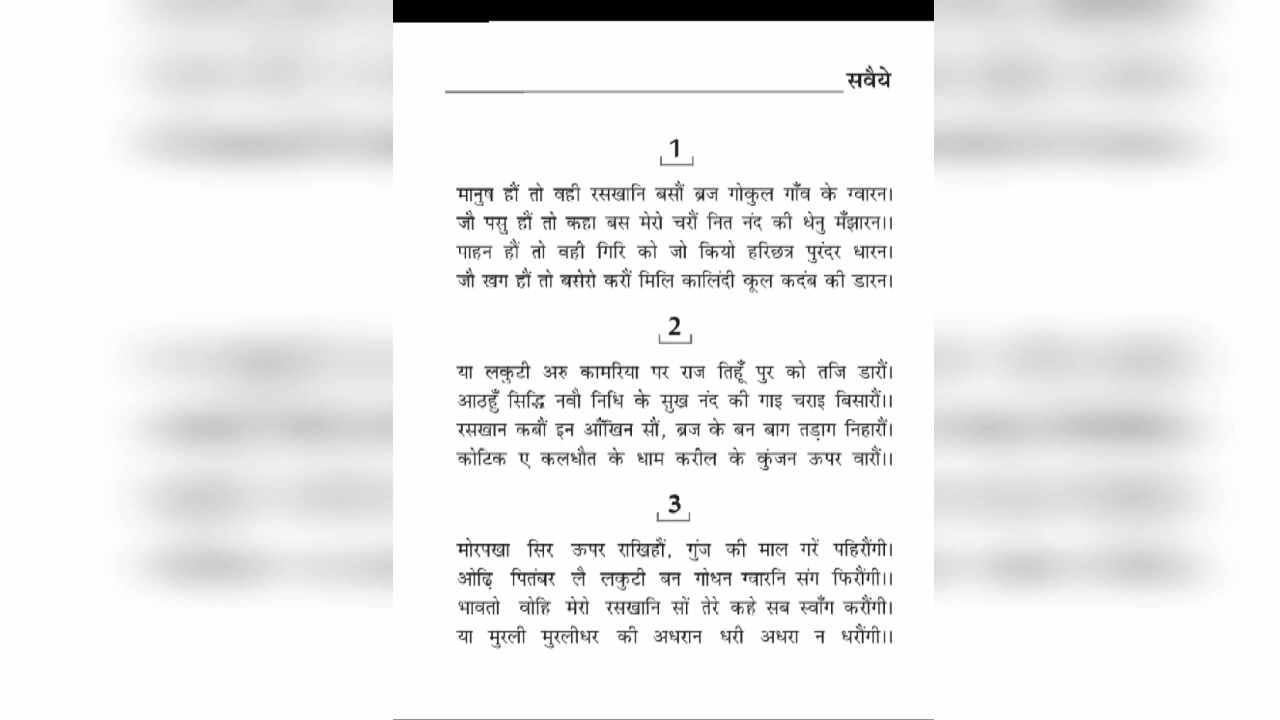 सवैये
1
मानुष हौं तो वही रसखानि बसौं ब्रज गोकुल गाँव के ग्वारन।
जौ पसु हौं तो कहा बस मेरो चरौं नित नंद की धेनु मँझारन।।
पाहन हौं तो वही गिरि को जो कियो हरिछत्र पुरंदर धारन।
जौ खग हौं तो बसेरो करौं मिलि कालिंदी कूल कदंब की डारन।
2
या लकुटी अरु कामरिया पर राज तिहूँ पुर को तजि डारौं।
आठहुँ सिद्धि नवौ निधि के सुख नंद की गाइ चराइ बिसारौं।।
रसखान कबौं इन आँखिन सौं, ब्रज के बन बाग तड़ाग निहारौं।
कोटिक ए कलधौत के धाम करील के कुंजन ऊपर वारौं।।
3
मोरपखा सिर ऊपर राखिहौं, गुंज की माल गरें पहिरौंगी।
ओढ़ि पितंबर लै लकुटी बन गोधन ग्वारनि संग फिरौंगी।।
भावतो वोहि मेरो रसखानि सों तेरे कहे सब स्वाँग करौंगी।
या मुरली मुरलीधर की अधरान धरी अधरा न धरौंगी।।